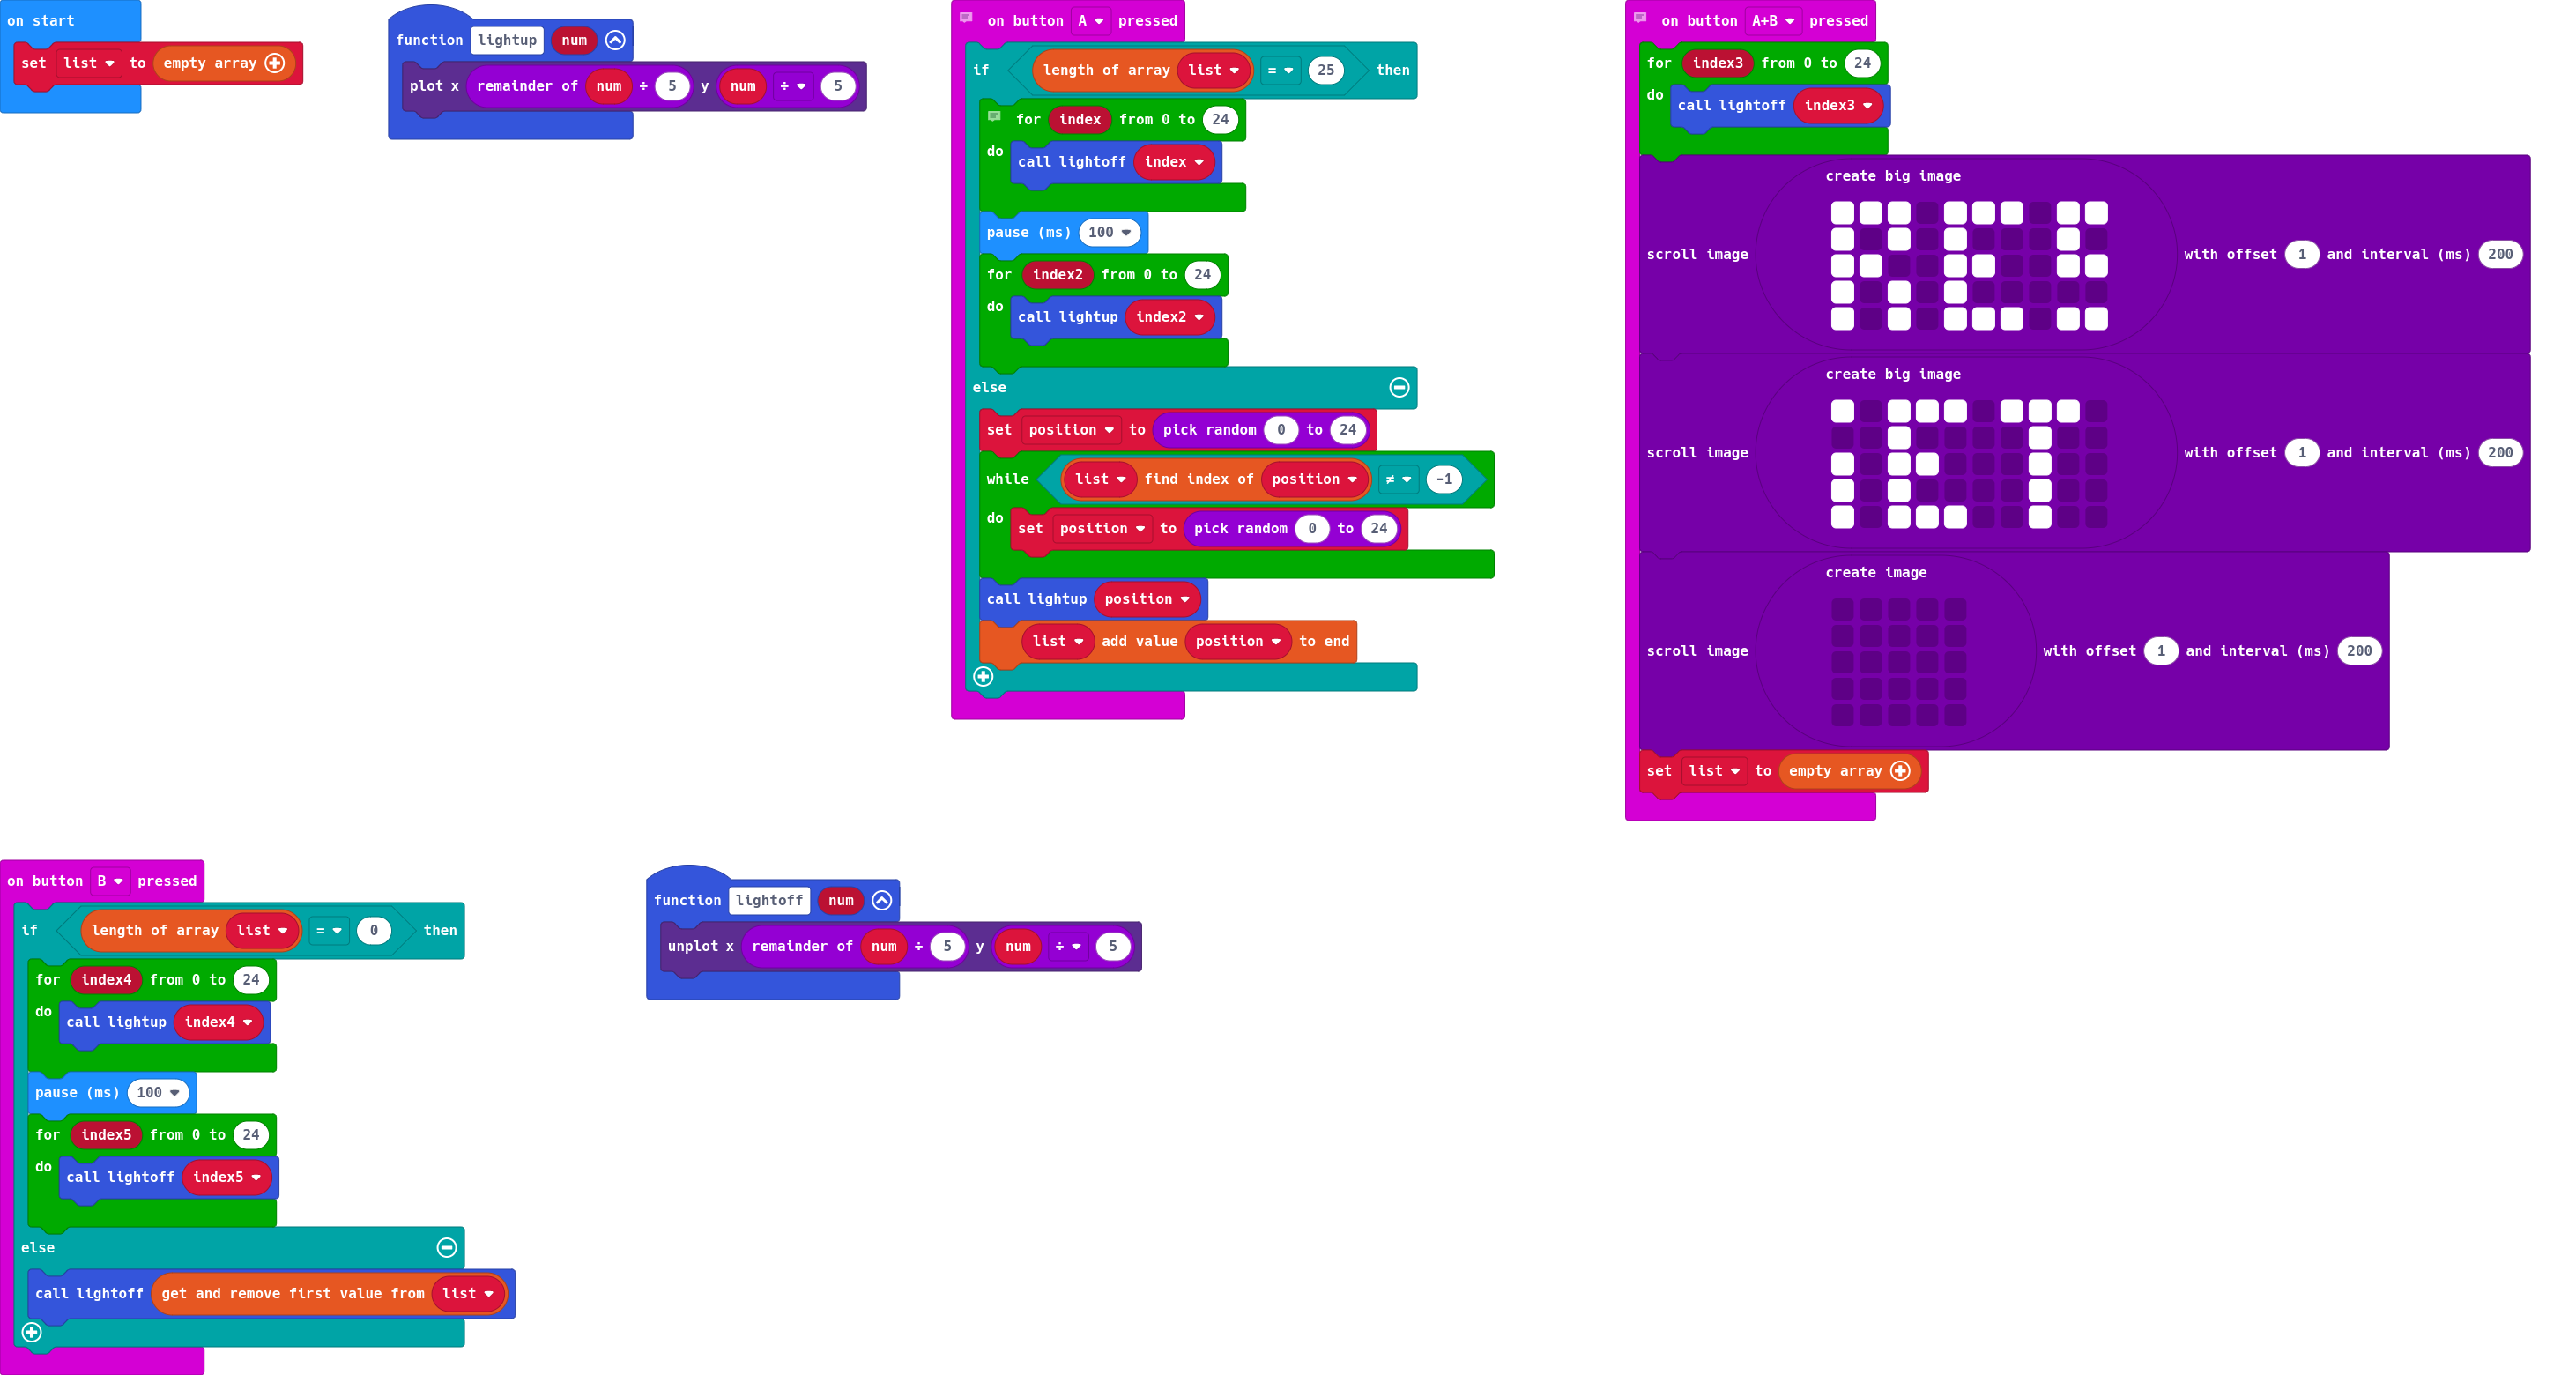 on start
set list to empty array
function lightup num
plot x remainder of num ÷ 5 y num ÷ 5
on button A pressed
if length of array list = 25 then
for index from 0 to 24
do
call lightoff index
pause (ms) 100
for index2 from 0 to 24
do
call lightup index2
else
set position to pick random 0 to 24
while list find index of position ≠ -1
do
set position to pick random 0 to 24
call lightup position
list add value position to end
on button A+B pressed
for index3 from 0 to 24
do
call lightoff index3
create big image
scroll image with offset 1 and interval (ms) 200
create big image
scroll image with offset 1 and interval (ms) 200
create image
scroll image with offset 1 and interval (ms) 200
set list to empty array
on button B pressed
if length of array list = 0 then
for index4 from 0 to 24
do
call lightup index4
pause (ms) 100
for index5 from 0 to 24
do
call lightoff index5
else
call lightoff get and remove first value from list
function lightoff num
unplot x remainder of num ÷ 5 y num ÷ 5